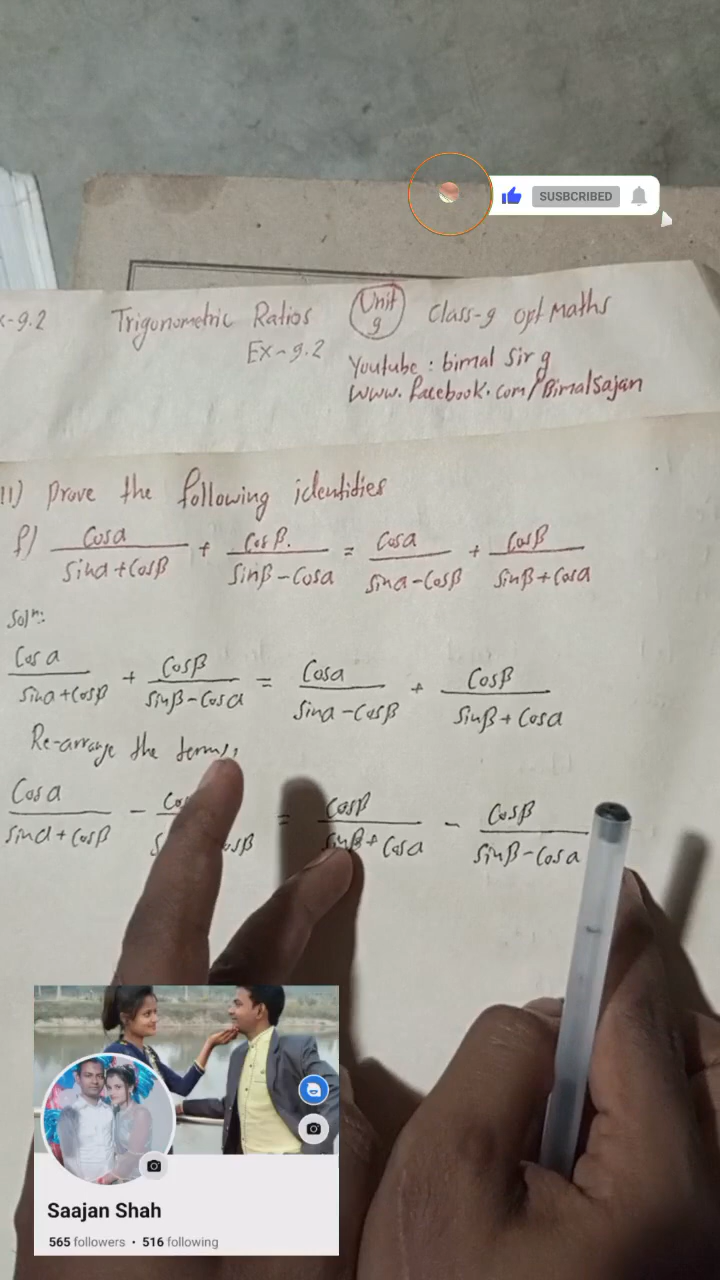 SUSBCRIBED
x-9.2 Trigonometric Ratios Unit 9 Class-9 opt Maths
Ex-9.2 Youtube : bimal Sir g
www.facebook.com/Bimalsajan
11) prove the following identities
f) Cosα/(Sinα+Cosβ) + Cosβ./(Sinβ-Cosα) = Cosα/(Sinα-Cosβ) + Cosβ/(Sinβ+Cosα)
Solⁿ:
Cosα/(Sinα+Cosβ) + Cosβ/(Sinβ-Cosα) = Cosα/(Sinα-Cosβ) + Cosβ/(Sinβ+Cosα)
Re-arrange the terms,
Cosα/(Sinα+Cosβ) - = Cosβ/(Sinβ+Cosα) - Cosβ/(Sinβ-Cosα)
Saajan Shah
565 followers • 516 following